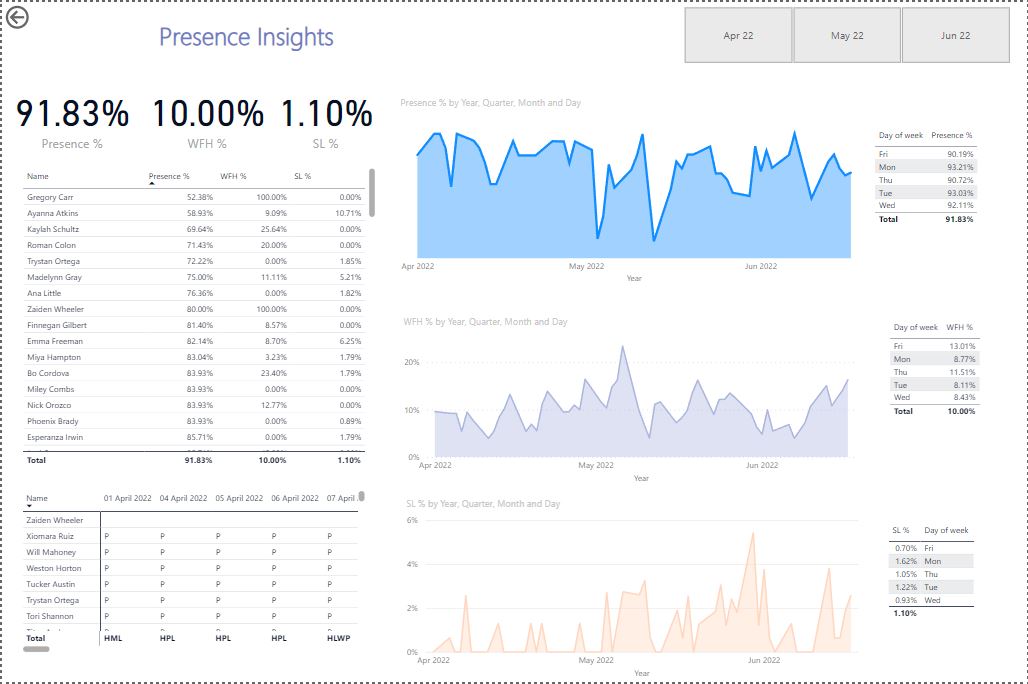 Presence Insights
Apr 22 May 22 Jun 22
91.83% 10.00% 1.10%
Presence % WFH % SL %
Name Presence % WFH % SL %
Gregory Carr 52.38% 100.00% 0.00%
Ayanna Atkins 58.93% 9.09% 10.71%
Kaylah Schultz 69.64% 25.64% 0.00%
Roman Colon 71.43% 20.00% 0.00%
Trystan Ortega 72.22% 0.00% 1.85%
Madelynn Gray 75.00% 11.11% 5.21%
Ana Little 76.36% 0.00% 1.82%
Zaiden Wheeler 80.00% 100.00% 0.00%
Finnegan Gilbert 81.40% 8.57% 0.00%
Emma Freeman 82.14% 8.70% 6.25%
Miya Hampton 83.04% 3.23% 1.79%
Bo Cordova 83.93% 23.40% 1.79%
Miley Combs 83.93% 0.00% 0.00%
Nick Orozco 83.93% 12.77% 0.00%
Phoenix Brady 83.93% 0.00% 0.89%
Esperanza Irwin 85.71% 0.00% 1.79%
Total 91.83% 10.00% 1.10%
Name 01 April 2022 04 April 2022 05 April 2022 06 April 2022 07 April
Zaiden Wheeler
Xiomara Ruiz P P P P P
Will Mahoney P P P P P
Weston Horton P P P P P
Tucker Austin P P P P P
Trystan Ortega P P P P P
Tori Shannon P P P P P
Total HML HPL HPL HPL HLWP
Presence % by Year, Quarter, Month and Day
Apr 2022 May 2022 Jun 2022
Year
Day of week Presence %
Fri 90.19%
Mon 93.21%
Thu 90.72%
Tue 93.03%
Wed 92.11%
Total 91.83%
WFH % by Year, Quarter, Month and Day
20%
10%
0%
Apr 2022 May 2022 Jun 2022
Year
Day of week WFH %
Fri 13.01%
Mon 8.77%
Thu 11.51%
Tue 8.11%
Wed 8.43%
Total 10.00%
SL % by Year, Quarter, Month and Day
6%
4%
2%
0%
Apr 2022 May 2022 Jun 2022
Year
SL % Day of week
0.70% Fri
1.62% Mon
1.05% Thu
1.22% Tue
0.93% Wed
1.10%